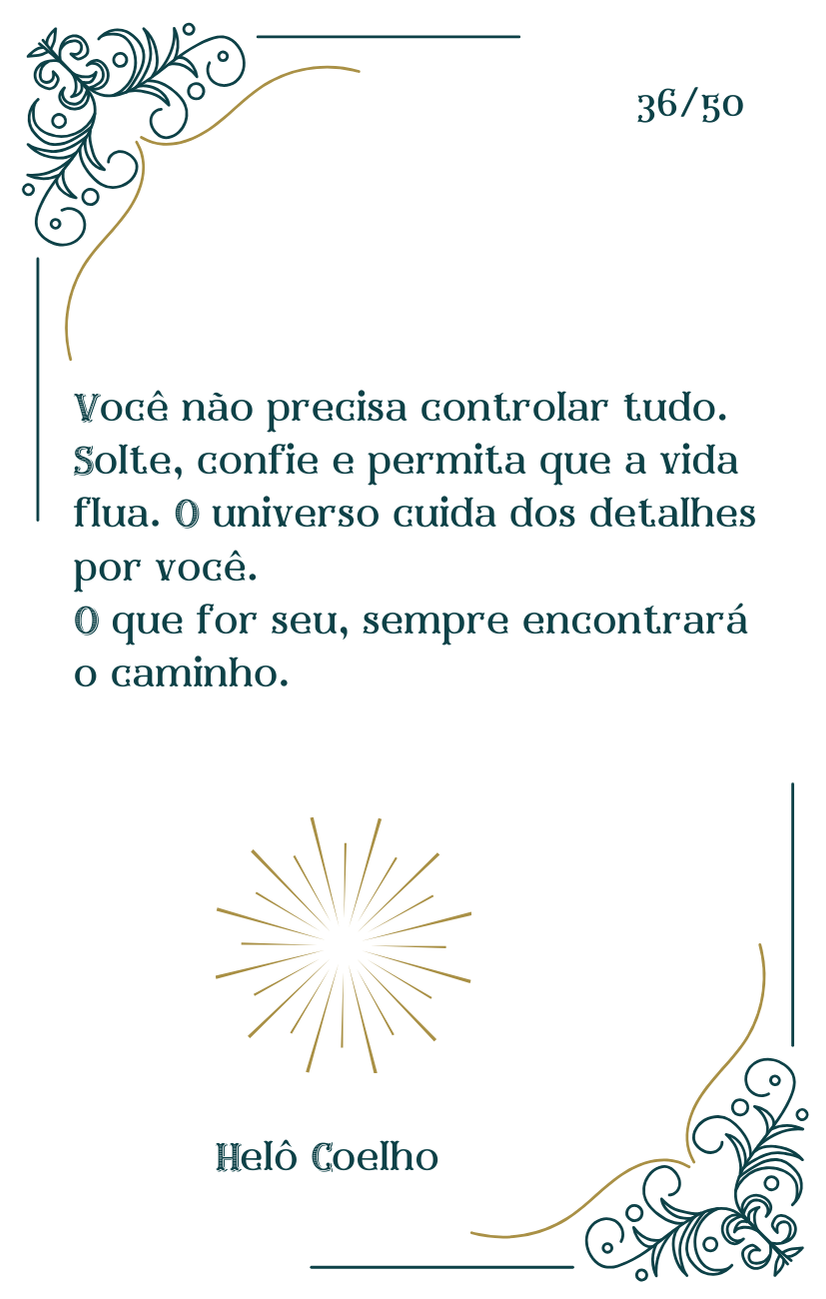 36/50
Você não precisa controlar tudo.
Solte, confie e permita que a vida
flua. O universo cuida dos detalhes
por você.
O que for seu, sempre encontrará
o caminho.
Helô Coelho